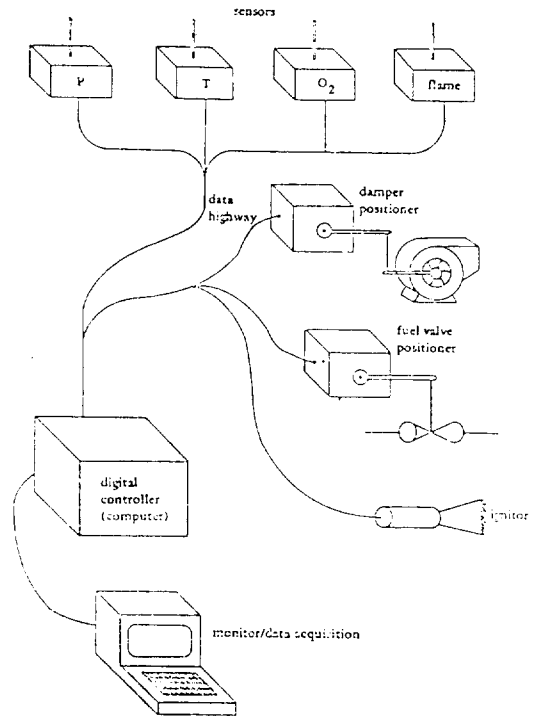 sensors
P
T
O2
flame
data
highway
damper
positioner
fuel valve
positioner
digital
controller
(computer)
ignitor
monitor/data acquisition